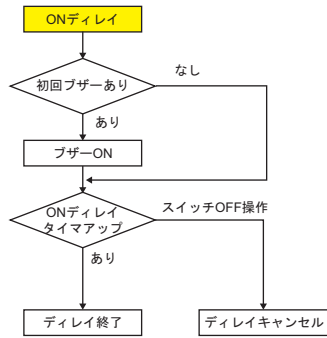 ONディレイ
初回ブザーあり
なし
あり
ブザーON
ONディレイ
タイマアップ
スイッチOFF操作
あり
ディレイ終了
ディレイキャンセル